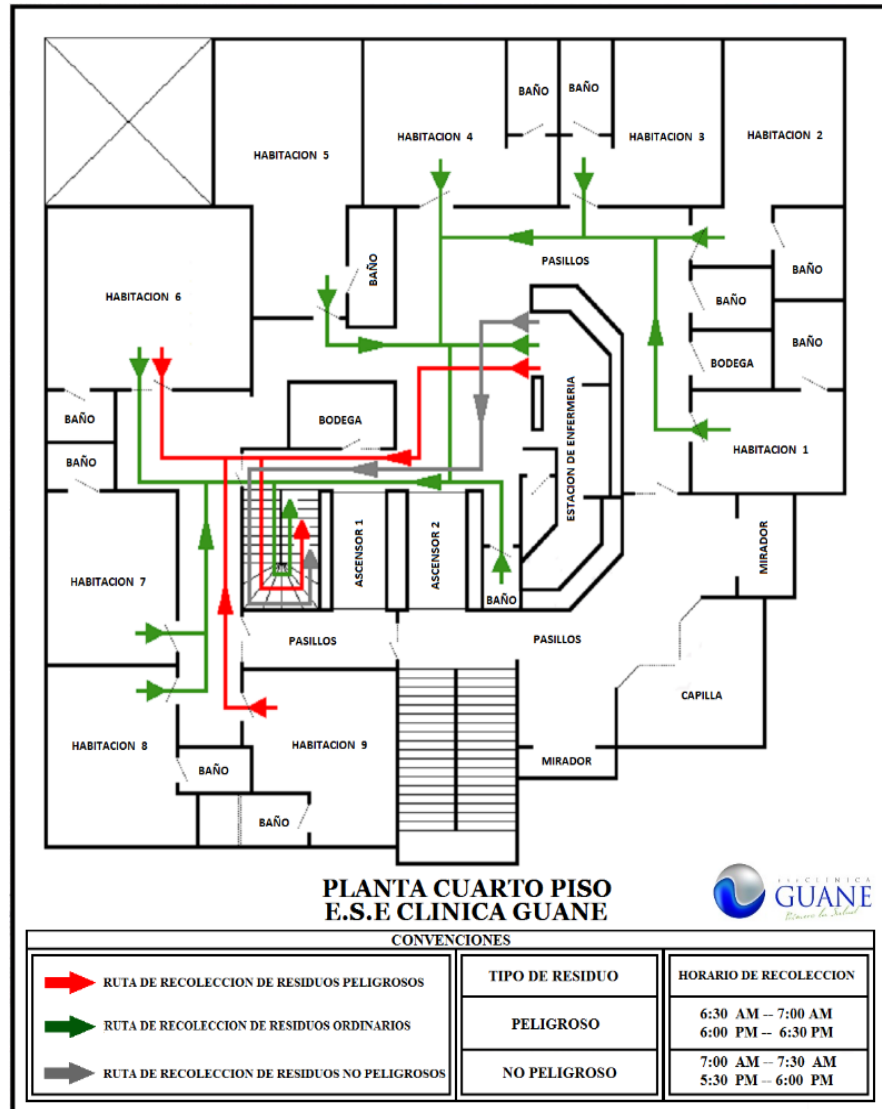 BAÑO
BAÑO
HABITACION 5
HABITACION 4
HABITACION 3
HABITACION 2
PASILLOS
BAÑO
BAÑO
BAÑO
HABITACION 6
BODEGA
BAÑO
BAÑO
BODEGA
ESTACION DE ENFERMERIA
HABITACION 1
BAÑO
HABITACION 7
ASCENSOR 1
ASCENSOR 2
MIRADOR
BAÑO
PASILLOS
PASILLOS
CAPILLA
HABITACION 8
HABITACION 9
MIRADOR
BAÑO
BAÑO
PLANTA CUARTO PISO
E.S.E CLINICA GUANE
ESE CLÍNICA
GUANE
CONVENCIONES
RUTA DE RECOLECCION DE RESIDUOS PELIGROSOS
RUTA DE RECOLECCION DE RESIDUOS ORDINARIOS
RUTA DE RECOLECCION DE RESIDUOS NO PELIGROSOS
TIPO DE RESIDUO
HORARIO DE RECOLECCION
PELIGROSO
6:30 AM -- 7:00 AM
6:00 PM -- 6:30 PM
NO PELIGROSO
7:00 AM -- 7:30 AM
5:30 PM -- 6:00 PM